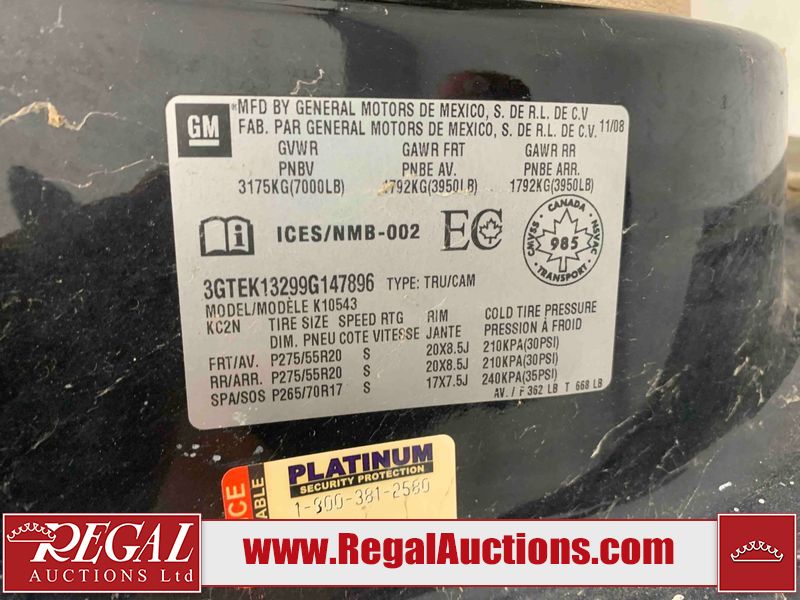 GM
MFD BY GENERAL MOTORS DE MEXICO, S. DE R.L. DE C.V
FAB. PAR GENERAL MOTORS DE MEXICO, S. DE R.L. DE C.V. 11/08
GVWR GAWR FRT GAWR RR
PNBV PNBE AV. PNBE ARR.
3175KG(7000LB) 1792KG(3950LB) 1792KG(3950LB)
i ICES/NMB-002 EC
CANADA
CMVSS 985 NSVAC
TRANSPORT
3GTEK13299G147896 TYPE: TRU/CAM
MODEL/MODÈLE K10543
KC2N TIRE SIZE SPEED RTG RIM COLD TIRE PRESSURE
DIM. PNEU COTE VITESSE JANTE PRESSION À FROID
FRT/AV. P275/55R20 S 20X8.5J 210KPA(30PSI)
RR/ARR. P275/55R20 S 20X8.5J 210KPA(30PSI)
SPA/SOS P265/70R17 S 17X7.5J 240KPA(35PSI)
AV./F 362 LB T 668 LB
PLATINUM
SECURITY PROTECTION
1-800-381-2580
REGAL
AUCTIONS Ltd
www.RegalAuctions.com